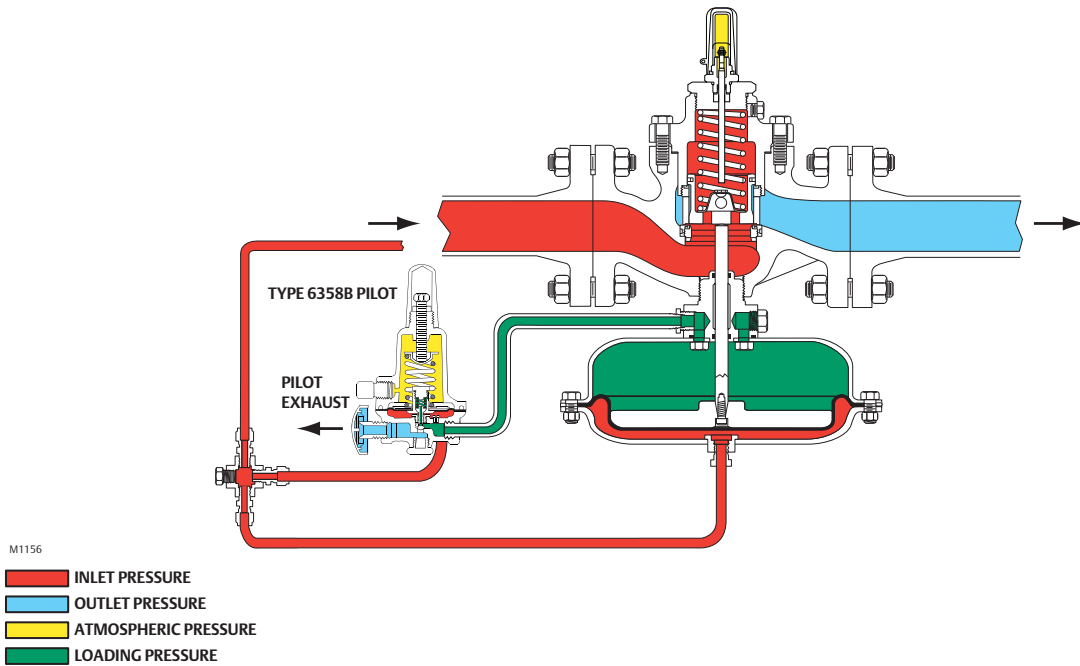 TYPE 6358B PILOT
PILOT
EXHAUST
M1156
INLET PRESSURE
OUTLET PRESSURE
ATMOSPHERIC PRESSURE
LOADING PRESSURE